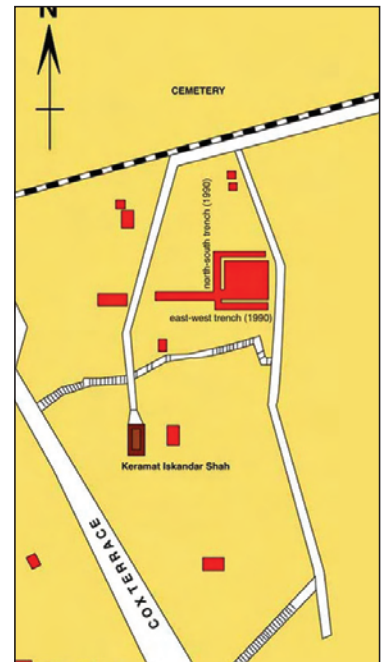 N
CEMETERY
north-south trench (1990)
east-west trench (1990)
Keramat Iskandar Shah
COX TERRACE